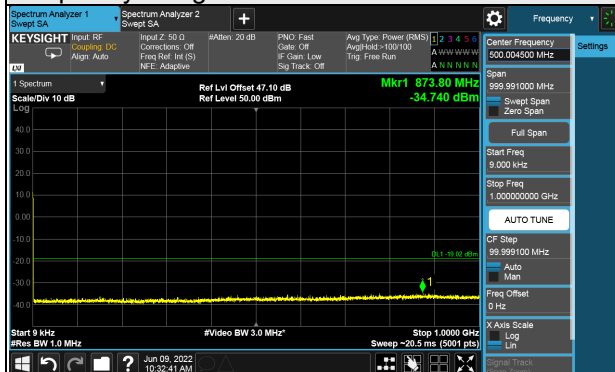 Spectrum Analyzer 1
Swept SA
Spectrum Analyzer 2
Swept SA
+
Frequency
KEYSIGHT
Input: RF
Coupling: DC
Align: Auto
Input Z: 50 Ω
Corrections: Off
Freq Ref: Int (S)
NFE: Adaptive
#Atten: 20 dB
PNO: Fast
Gate: Off
IF Gain: Low
Sig Track: Off
Avg Type: Power (RMS)
Avg|Hold:>100/100
Trig: Free Run
1 2 3 4 5 6
A W W W W W
A N N N N N
LXI
1 Spectrum
Scale/Div 10 dB
Log
Ref Lvl Offset 47.10 dB
Ref Level 50.00 dBm
Mkr1 873.80 MHz
-34.740 dBm
40.0
30.0
20.0
10.0
0.00
-10.0
-20.0
-30.0
-40.0
DL1 -19.02 dBm
1
Start 9 kHz
#Res BW 1.0 MHz
#Video BW 3.0 MHz*
Stop 1.0000 GHz
Sweep ~20.5 ms (5001 pts)
Center Frequency
500.004500 MHz
Settings
Span
999.991000 MHz
Swept Span
Zero Span
Full Span
Start Freq
9.000 kHz
Stop Freq
1.000000000 GHz
AUTO TUNE
CF Step
99.999100 MHz
Auto
Man
Freq Offset
0 Hz
X Axis Scale
Log
Lin
Signal Track
?
Jun 09, 2022
10:32:41 AM